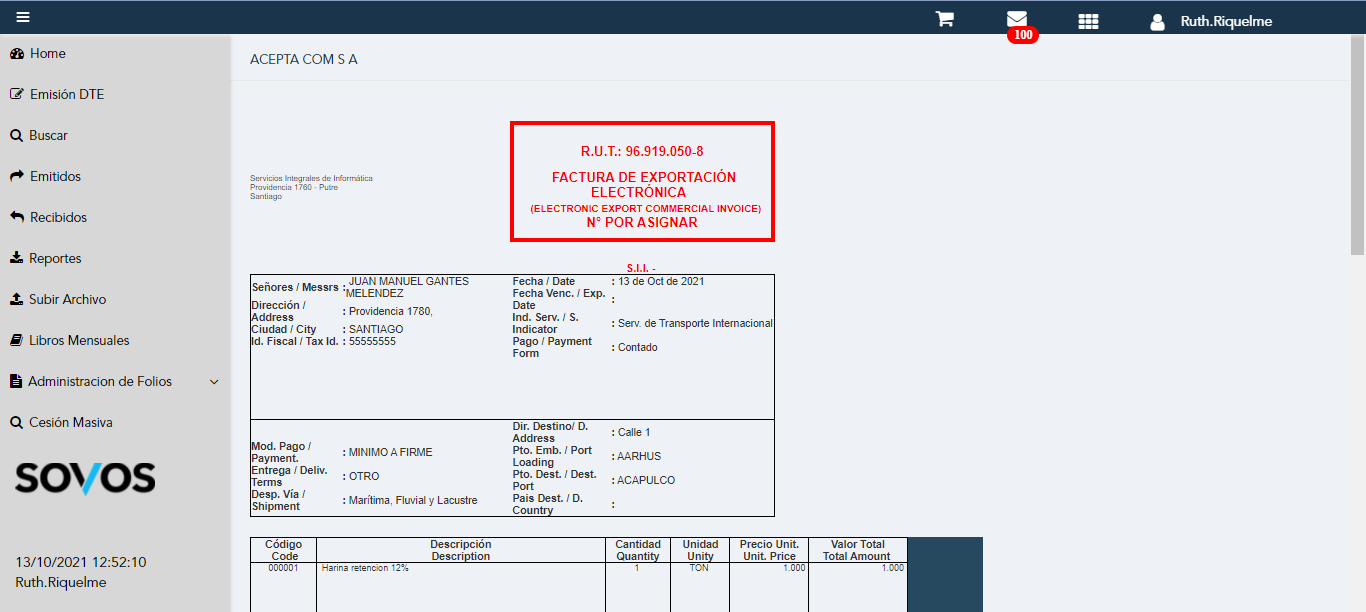 Ruth.Riquelme
100
Home
Emisión DTE
Buscar
Emitidos
Recibidos
Reportes
Subir Archivo
Libros Mensuales
Administracion de Folios
Cesión Masiva
SOVOS
13/10/2021 12:52:10
Ruth.Riquelme
ACEPTA COM S A
Servicios Integrales de Informática
Providencia 1760 - Putre
Santiago
R.U.T.: 96.919.050-8
FACTURA DE EXPORTACIÓN
ELECTRÓNICA
(ELECTRONIC EXPORT COMMERCIAL INVOICE)
N° POR ASIGNAR
S.I.I. -
Señores / Messrs : JUAN MANUEL GANTES
MELENDEZ
Dirección /
Address : Providencia 1780,
Ciudad / City : SANTIAGO
Id. Fiscal / Tax Id. : 55555555
Fecha / Date : 13 de Oct de 2021
Fecha Venc. / Exp.
Date :
Ind. Serv. / S.
Indicator : Serv. de Transporte Internacional
Pago / Payment
Form : Contado
Mod. Pago /
Payment. : MINIMO A FIRME
Entrega / Deliv.
Terms : OTRO
Desp. Vía /
Shipment : Marítima, Fluvial y Lacustre
Dir. Destino/ D.
Address : Calle 1
Pto. Emb. / Port
Loading : AARHUS
Pto. Dest. / Dest.
Port : ACAPULCO
Pais Dest. / D.
Country :
Código Descripción Cantidad Unidad Precio Unit. Valor Total
Code Description Quantity Unity Unit. Price Total Amount
000001 Harina retencion 12% 1 TON 1.000 1.000